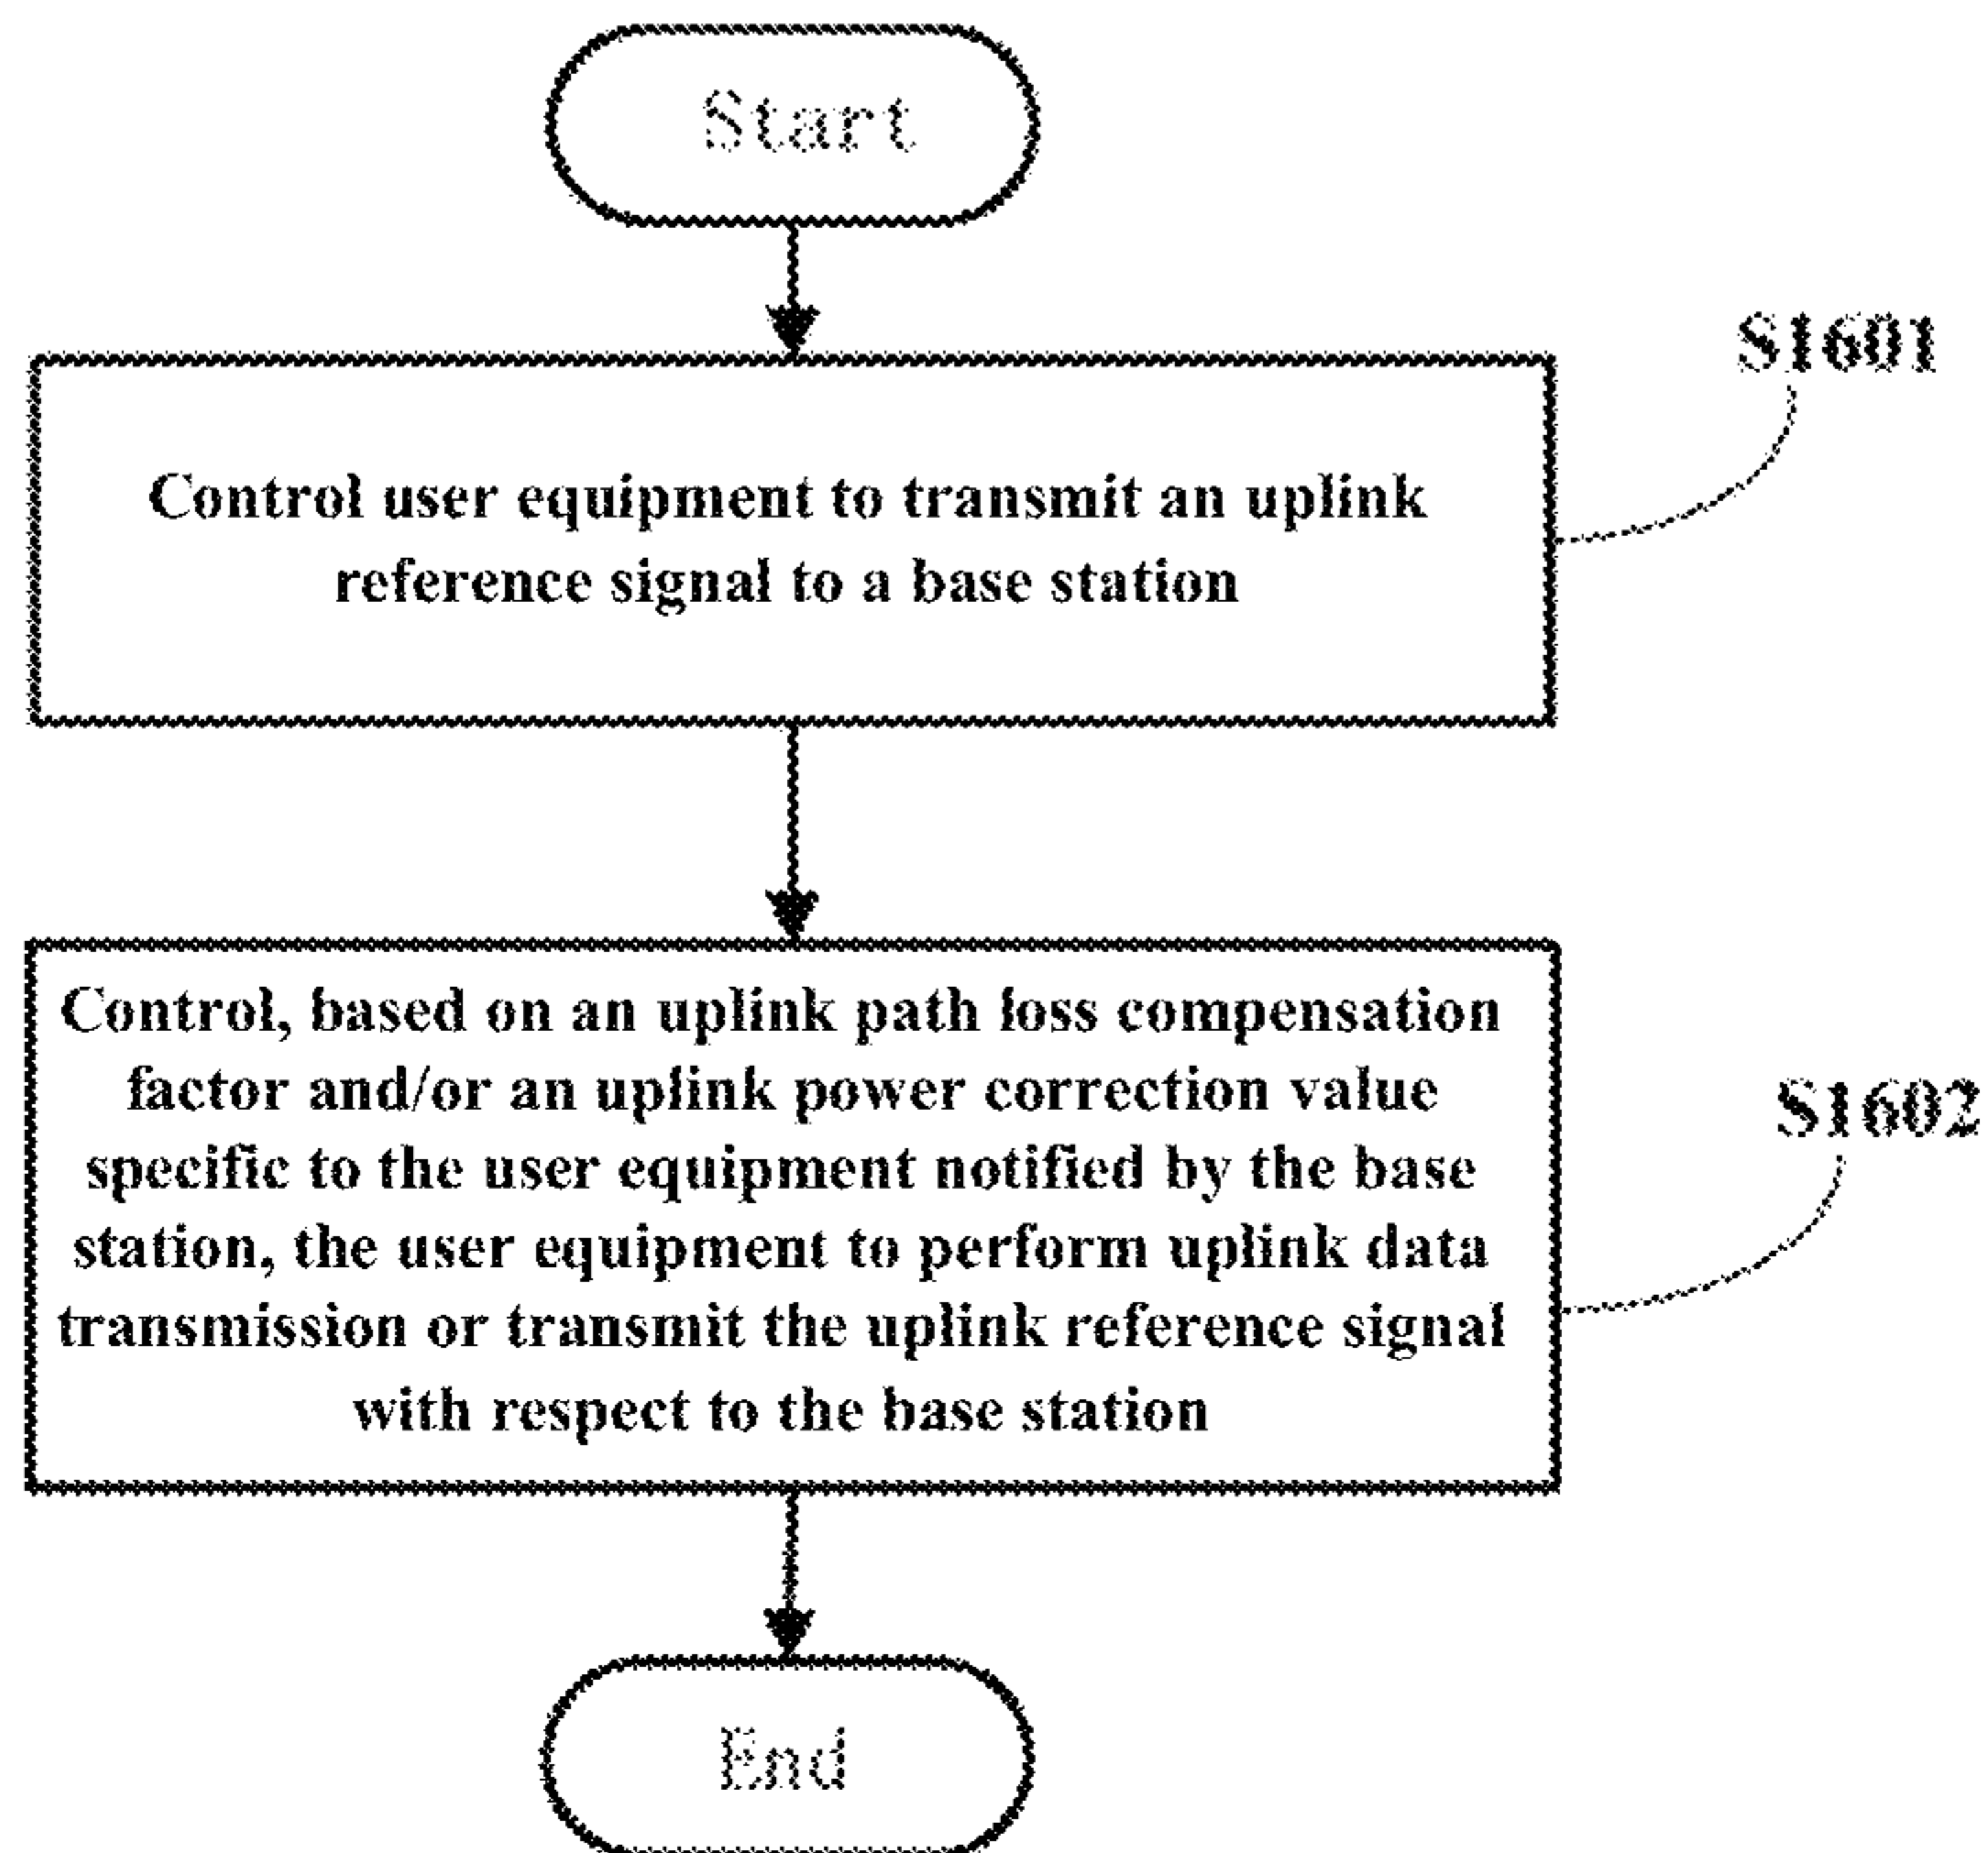 Start
S1601
Control user equipment to transmit an uplink
reference signal to a base station
Control, based on an uplink path loss compensation
factor and/or an uplink power correction value
specific to the user equipment notified by the base
station, the user equipment to perform uplink data
transmission or transmit the uplink reference signal
with respect to the base station
S1602
End